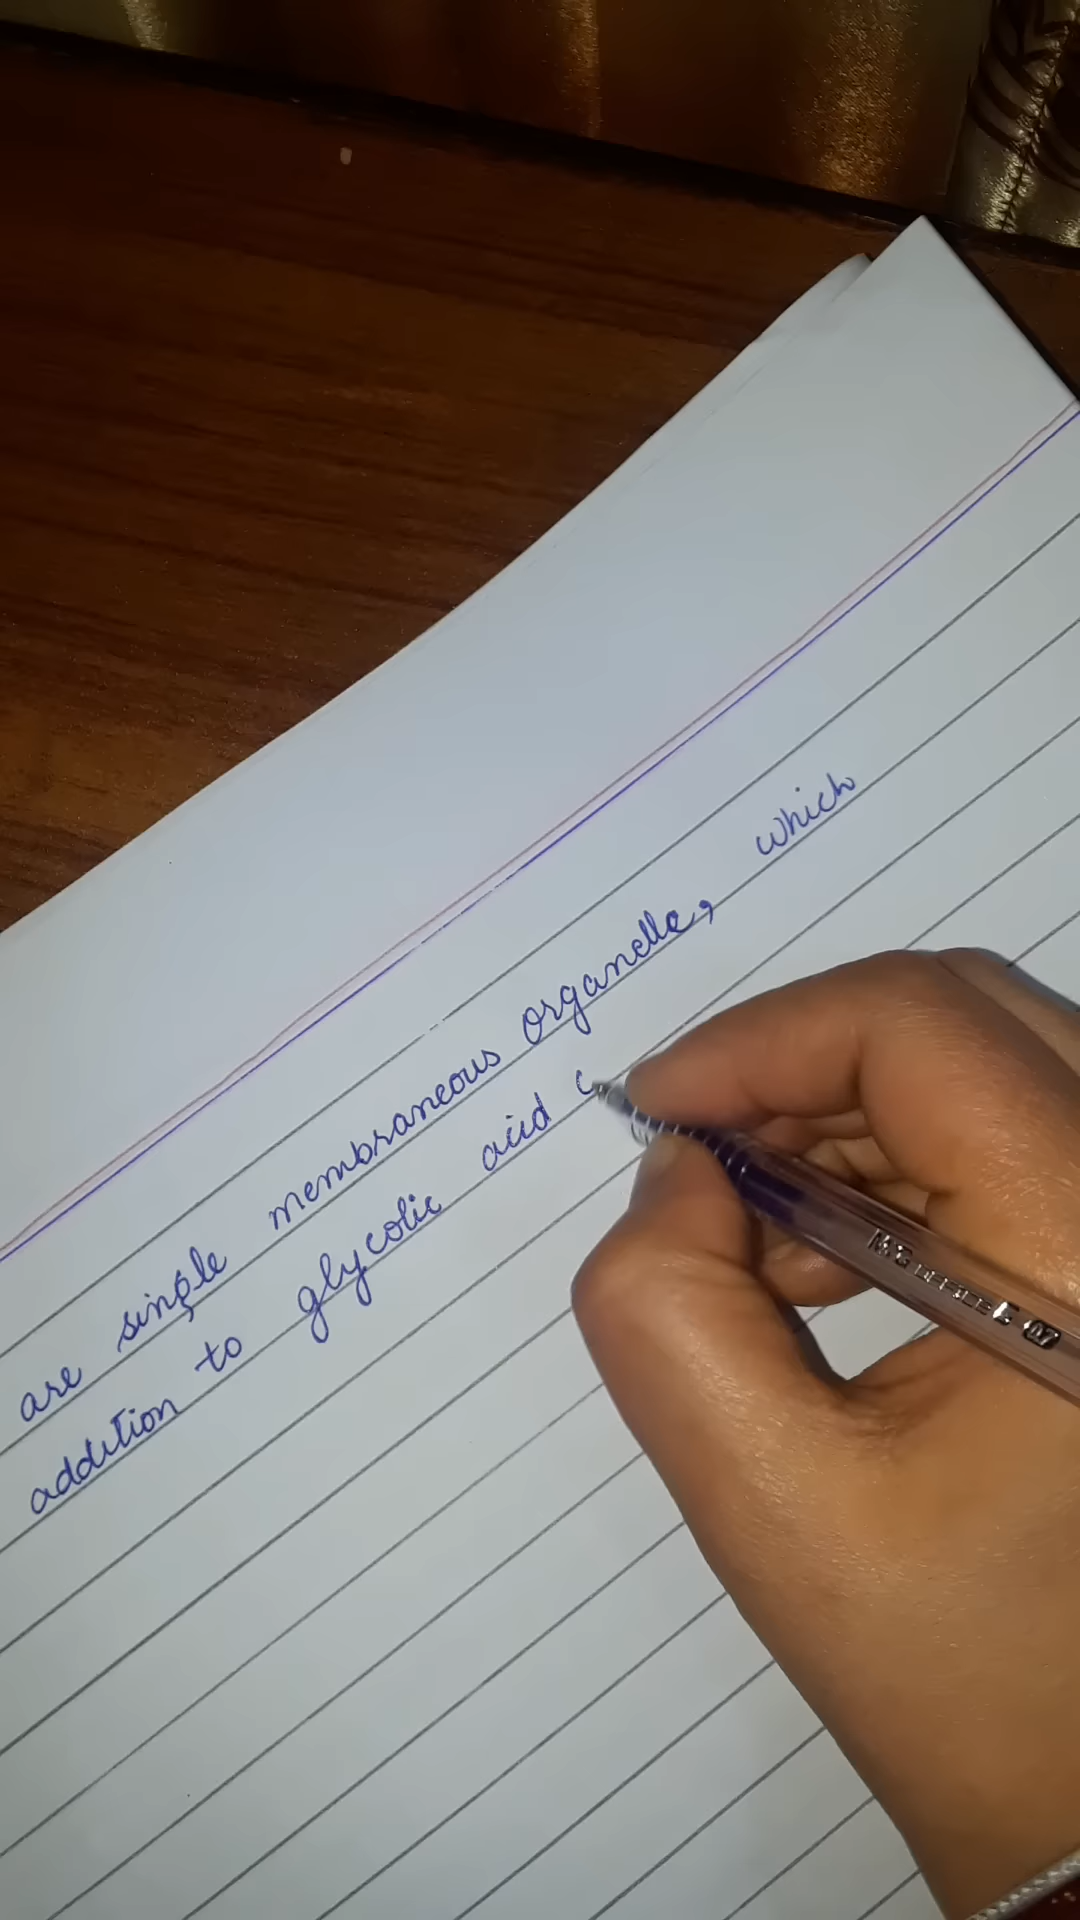 are single membraneous organelle, which
addition to glycolic acid c